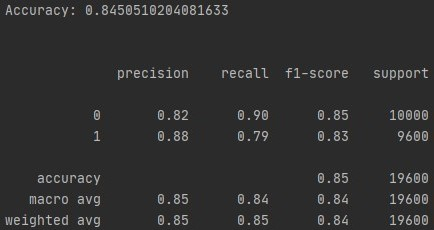 Accuracy: 0.8450510204081633
precision recall f1-score support
0 0.82 0.90 0.85 10000
1 0.88 0.79 0.83 9600
accuracy 0.85 19600
macro avg 0.85 0.84 0.84 19600
weighted avg 0.85 0.85 0.84 19600